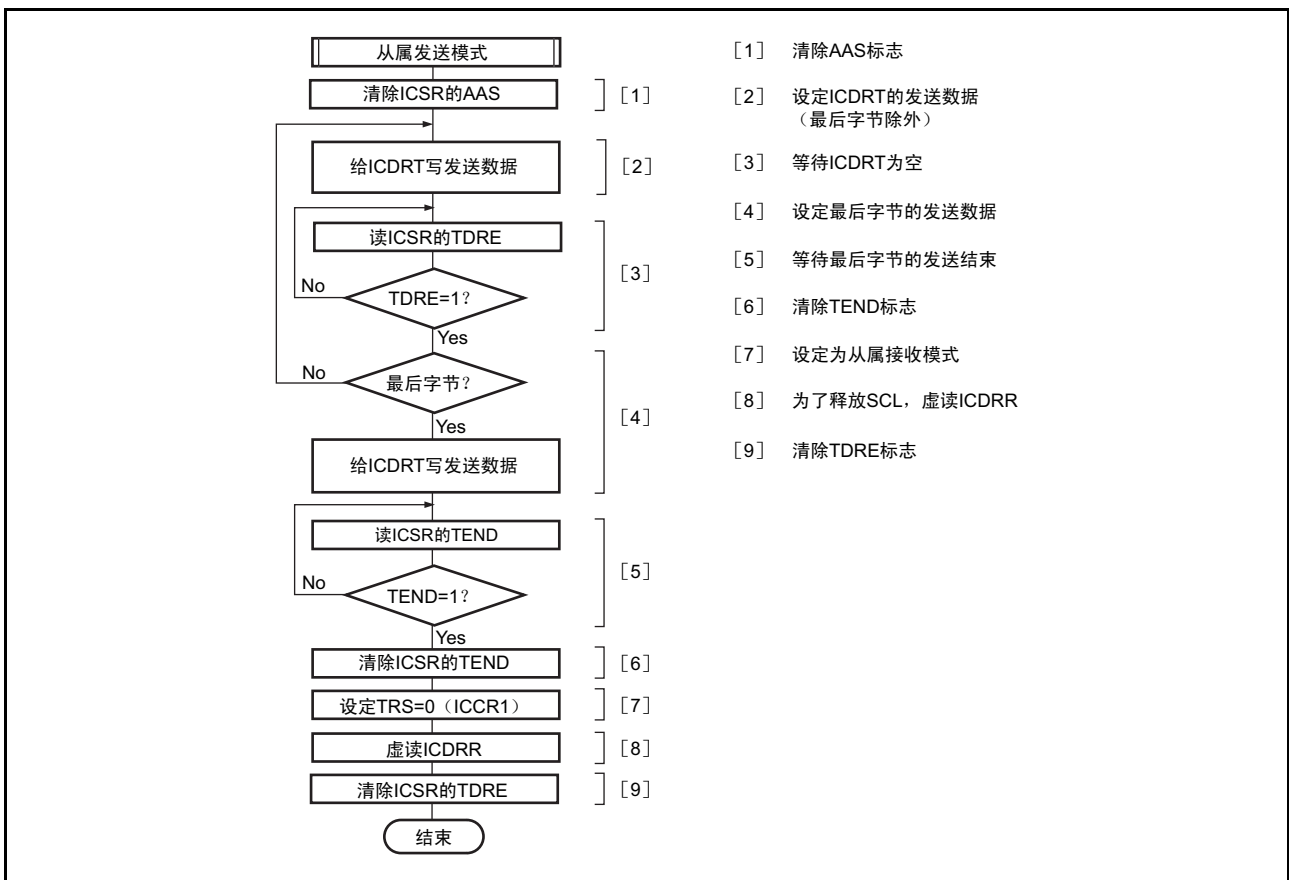 从属发送模式
清除ICSR的AAS
[1]
给ICDRT写发送数据
[2]
读ICSR的TDRE
[3]
No
TDRE=1?
Yes
No
最后字节?
[4]
Yes
给ICDRT写发送数据
读ICSR的TEND
[5]
No
TEND=1?
Yes
清除ICSR的TEND
[6]
设定TRS=0（ICCR1）
[7]
虚读ICDRR
[8]
清除ICSR的TDRE
[9]
结束
[1] 清除AAS标志
[2] 设定ICDRT的发送数据
（最后字节除外）
[3] 等待ICDRT为空
[4] 设定最后字节的发送数据
[5] 等待最后字节的发送结束
[6] 清除TEND标志
[7] 设定为从属接收模式
[8] 为了释放SCL，虚读ICDRR
[9] 清除TDRE标志